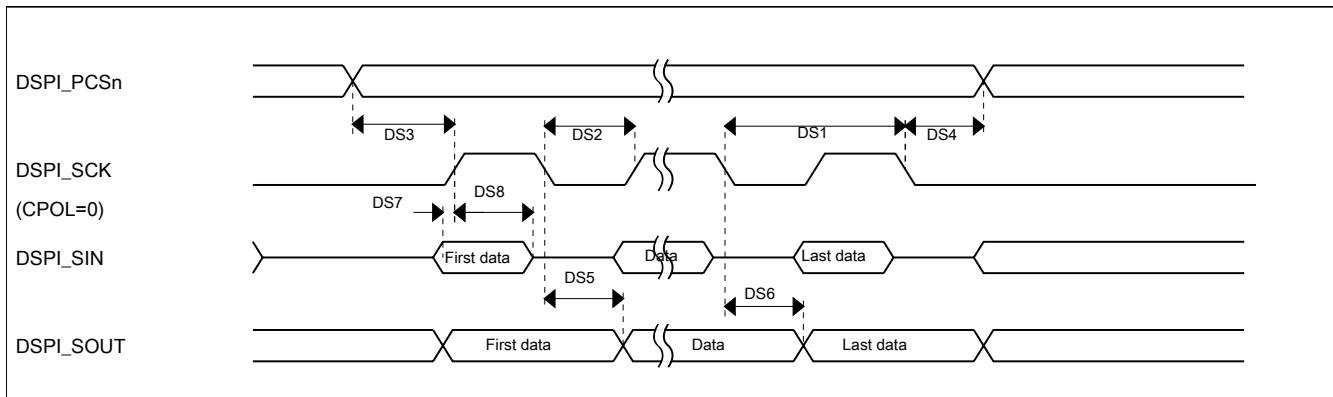 DSPI_PCSn
DS3
DS2
DS1
DS4
DSPI_SCK
(CPOL=0)
DS7
DS8
DSPI_SIN
First data
Data
Last data
DS5
DS6
DSPI_SOUT
First data
Data
Last data